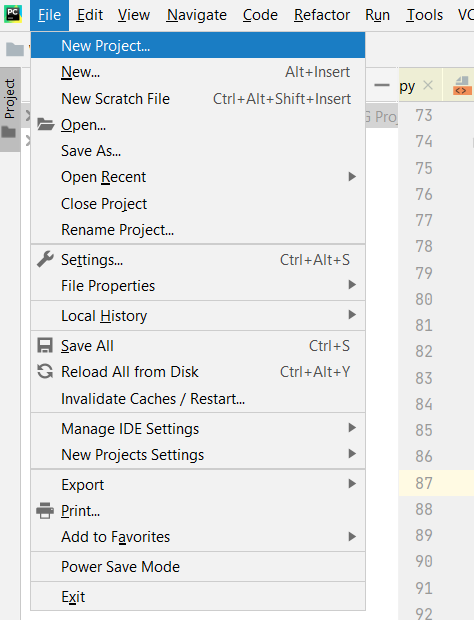 PC File Edit View Navigate Code Refactor Run Tools VC
New Project...
New... Alt+Insert
New Scratch File Ctrl+Alt+Shift+Insert
Open...
Save As...
Open Recent
Close Project
Rename Project...
Settings... Ctrl+Alt+S
File Properties
Local History
Save All Ctrl+S
Reload All from Disk Ctrl+Alt+Y
Invalidate Caches / Restart...
Manage IDE Settings
New Projects Settings
Export
Print...
Add to Favorites
Power Save Mode
Exit
Project
py
G Proj
73
74
75
76
77
78
79
80
81
82
83
84
85
86
87
88
89
90
91
92